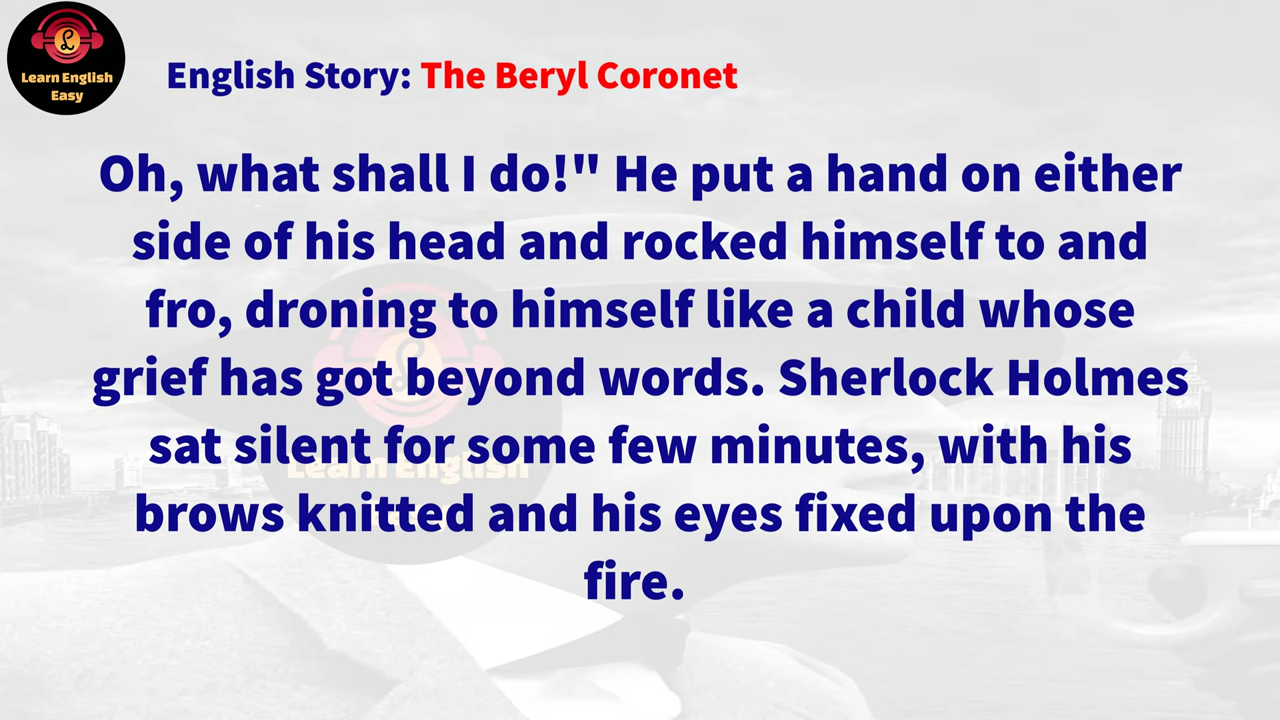 Learn English
Easy
English Story: The Beryl Coronet
Oh, what shall I do!" He put a hand on either
side of his head and rocked himself to and
fro, droning to himself like a child whose
grief has got beyond words. Sherlock Holmes
sat silent for some few minutes, with his
brows knitted and his eyes fixed upon the
fire.
Learn English